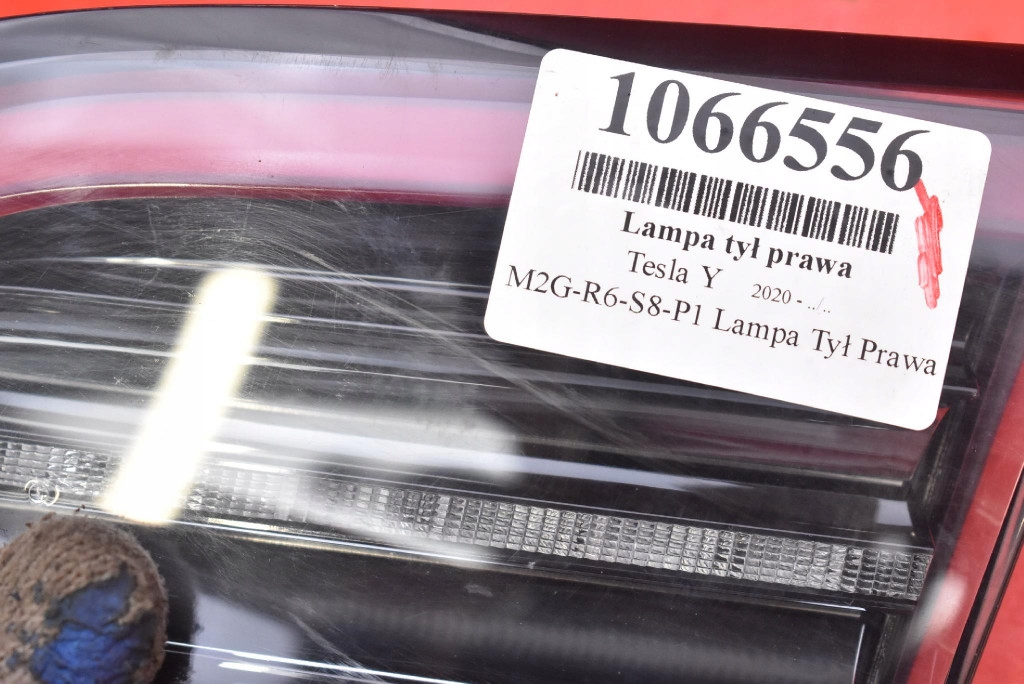 1066556
Lampa tył prawa
Tesla Y 2020 - ../..
M2G-R6-S8-P1 Lampa Tył Prawa